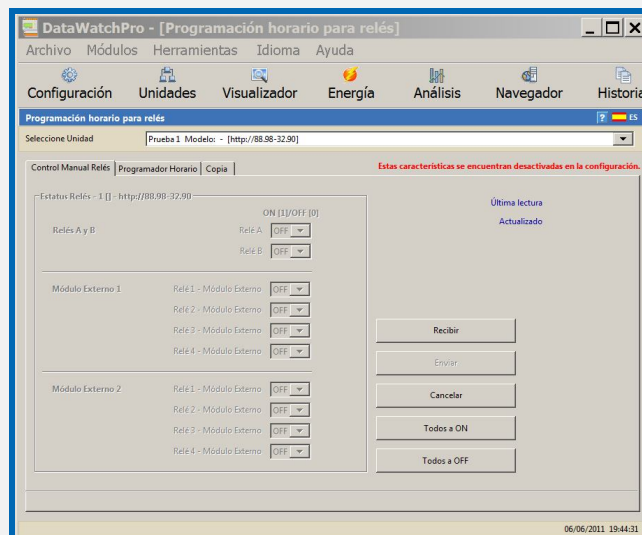 DataWatchPro - [Programación horario para relés]
Archivo Módulos Herramientas Idioma Ayuda
Configuración Unidades Visualizador Energía Análisis Navegador Historia
Programación horario para relés ? ES
Seleccione Unidad Prueba 1 Modelo: - [http://88.98-32.90]
Control Manual Relés Programador Horario Copia Estas características se encuentran desactivadas en la configuración.
Estatus Relés - 1 [] - http://88.98-32.90
Última lectura
ON [1]/OFF [0]
Actualizado
Relés A y B Relé A OFF
Relé B OFF
Módulo Externo 1 Relé 1 - Módulo Externo OFF
Relé 2 - Módulo Externo OFF
Relé 3 - Módulo Externo OFF
Recibir
Relé 4 - Módulo Externo OFF
Enviar
Módulo Externo 2 Relé 1 - Módulo Externo OFF
Cancelar
Relé 2 - Módulo Externo OFF
Relé 3 - Módulo Externo OFF
Todos a ON
Relé 4 - Módulo Externo OFF
Todos a OFF
06/06/2011 19:44:31